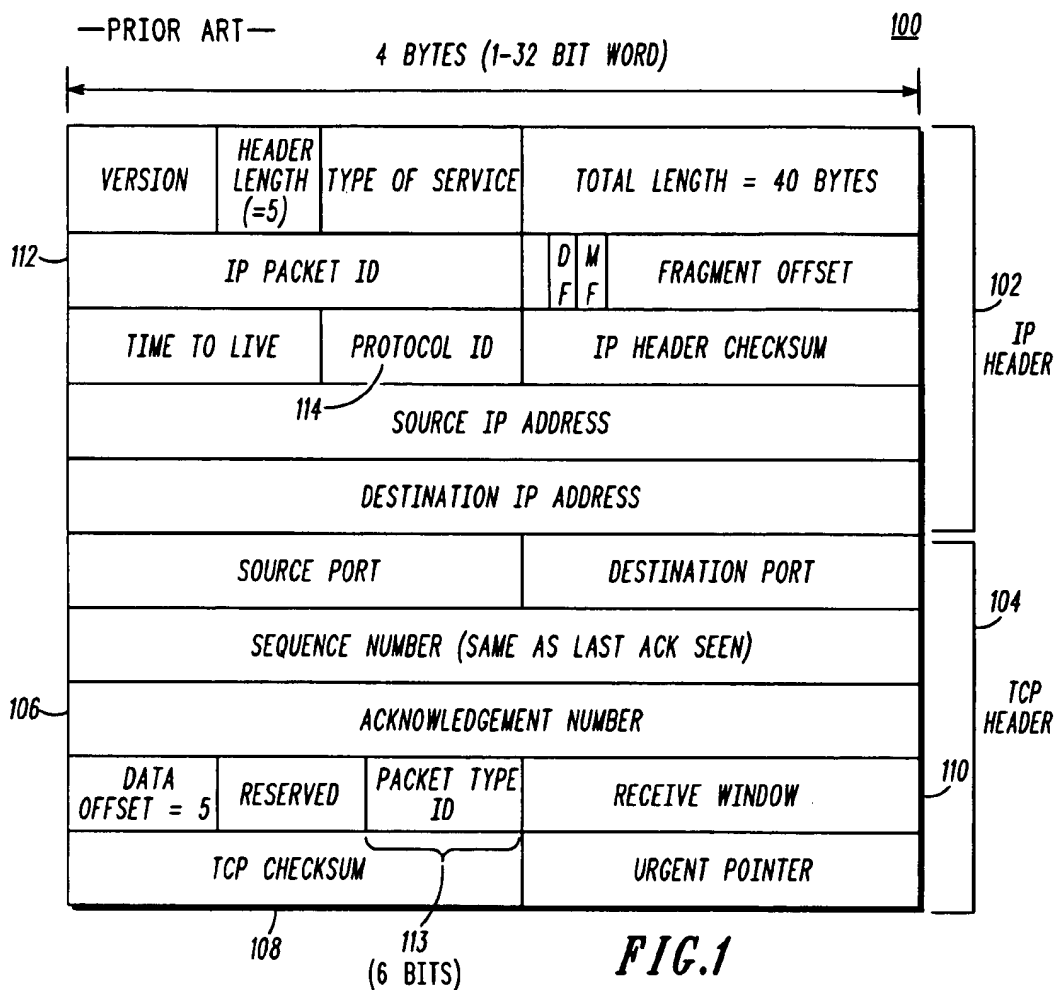 —PRIOR ART—
100
4 BYTES (1-32 BIT WORD)
VERSION
HEADER
LENGTH
(=5)
TYPE OF SERVICE
TOTAL LENGTH = 40 BYTES
112
IP PACKET ID
D
F
M
F
FRAGMENT OFFSET
102
IP
HEADER
TIME TO LIVE
PROTOCOL ID
IP HEADER CHECKSUM
114
SOURCE IP ADDRESS
DESTINATION IP ADDRESS
SOURCE PORT
DESTINATION PORT
104
SEQUENCE NUMBER (SAME AS LAST ACK SEEN)
TCP
HEADER
106
ACKNOWLEDGEMENT NUMBER
DATA
OFFSET = 5
RESERVED
PACKET TYPE
ID
RECEIVE WINDOW
110
TCP CHECKSUM
URGENT POINTER
108
113
(6 BITS)
FIG.1